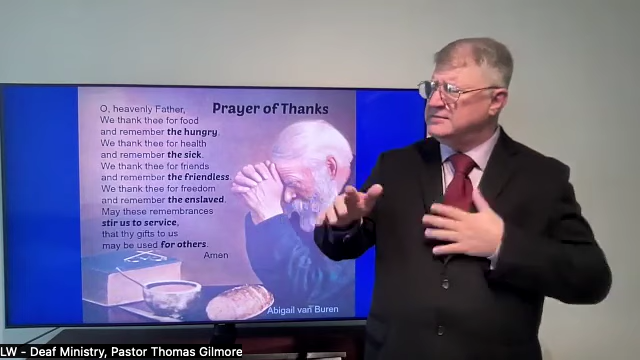 Prayer of Thanks
O, heavenly Father,
We thank thee for food
and remember the hungry.
We thank thee for health
and remember the sick.
We thank thee for friends
and remember the friendless.
We thank thee for freedom
and remember the enslaved.
May these remembrances
stir us to service,
that thy gifts to us
may be used for others.
Amen
Abigail van Buren
LW - Deaf Ministry, Pastor Thomas Gilmore